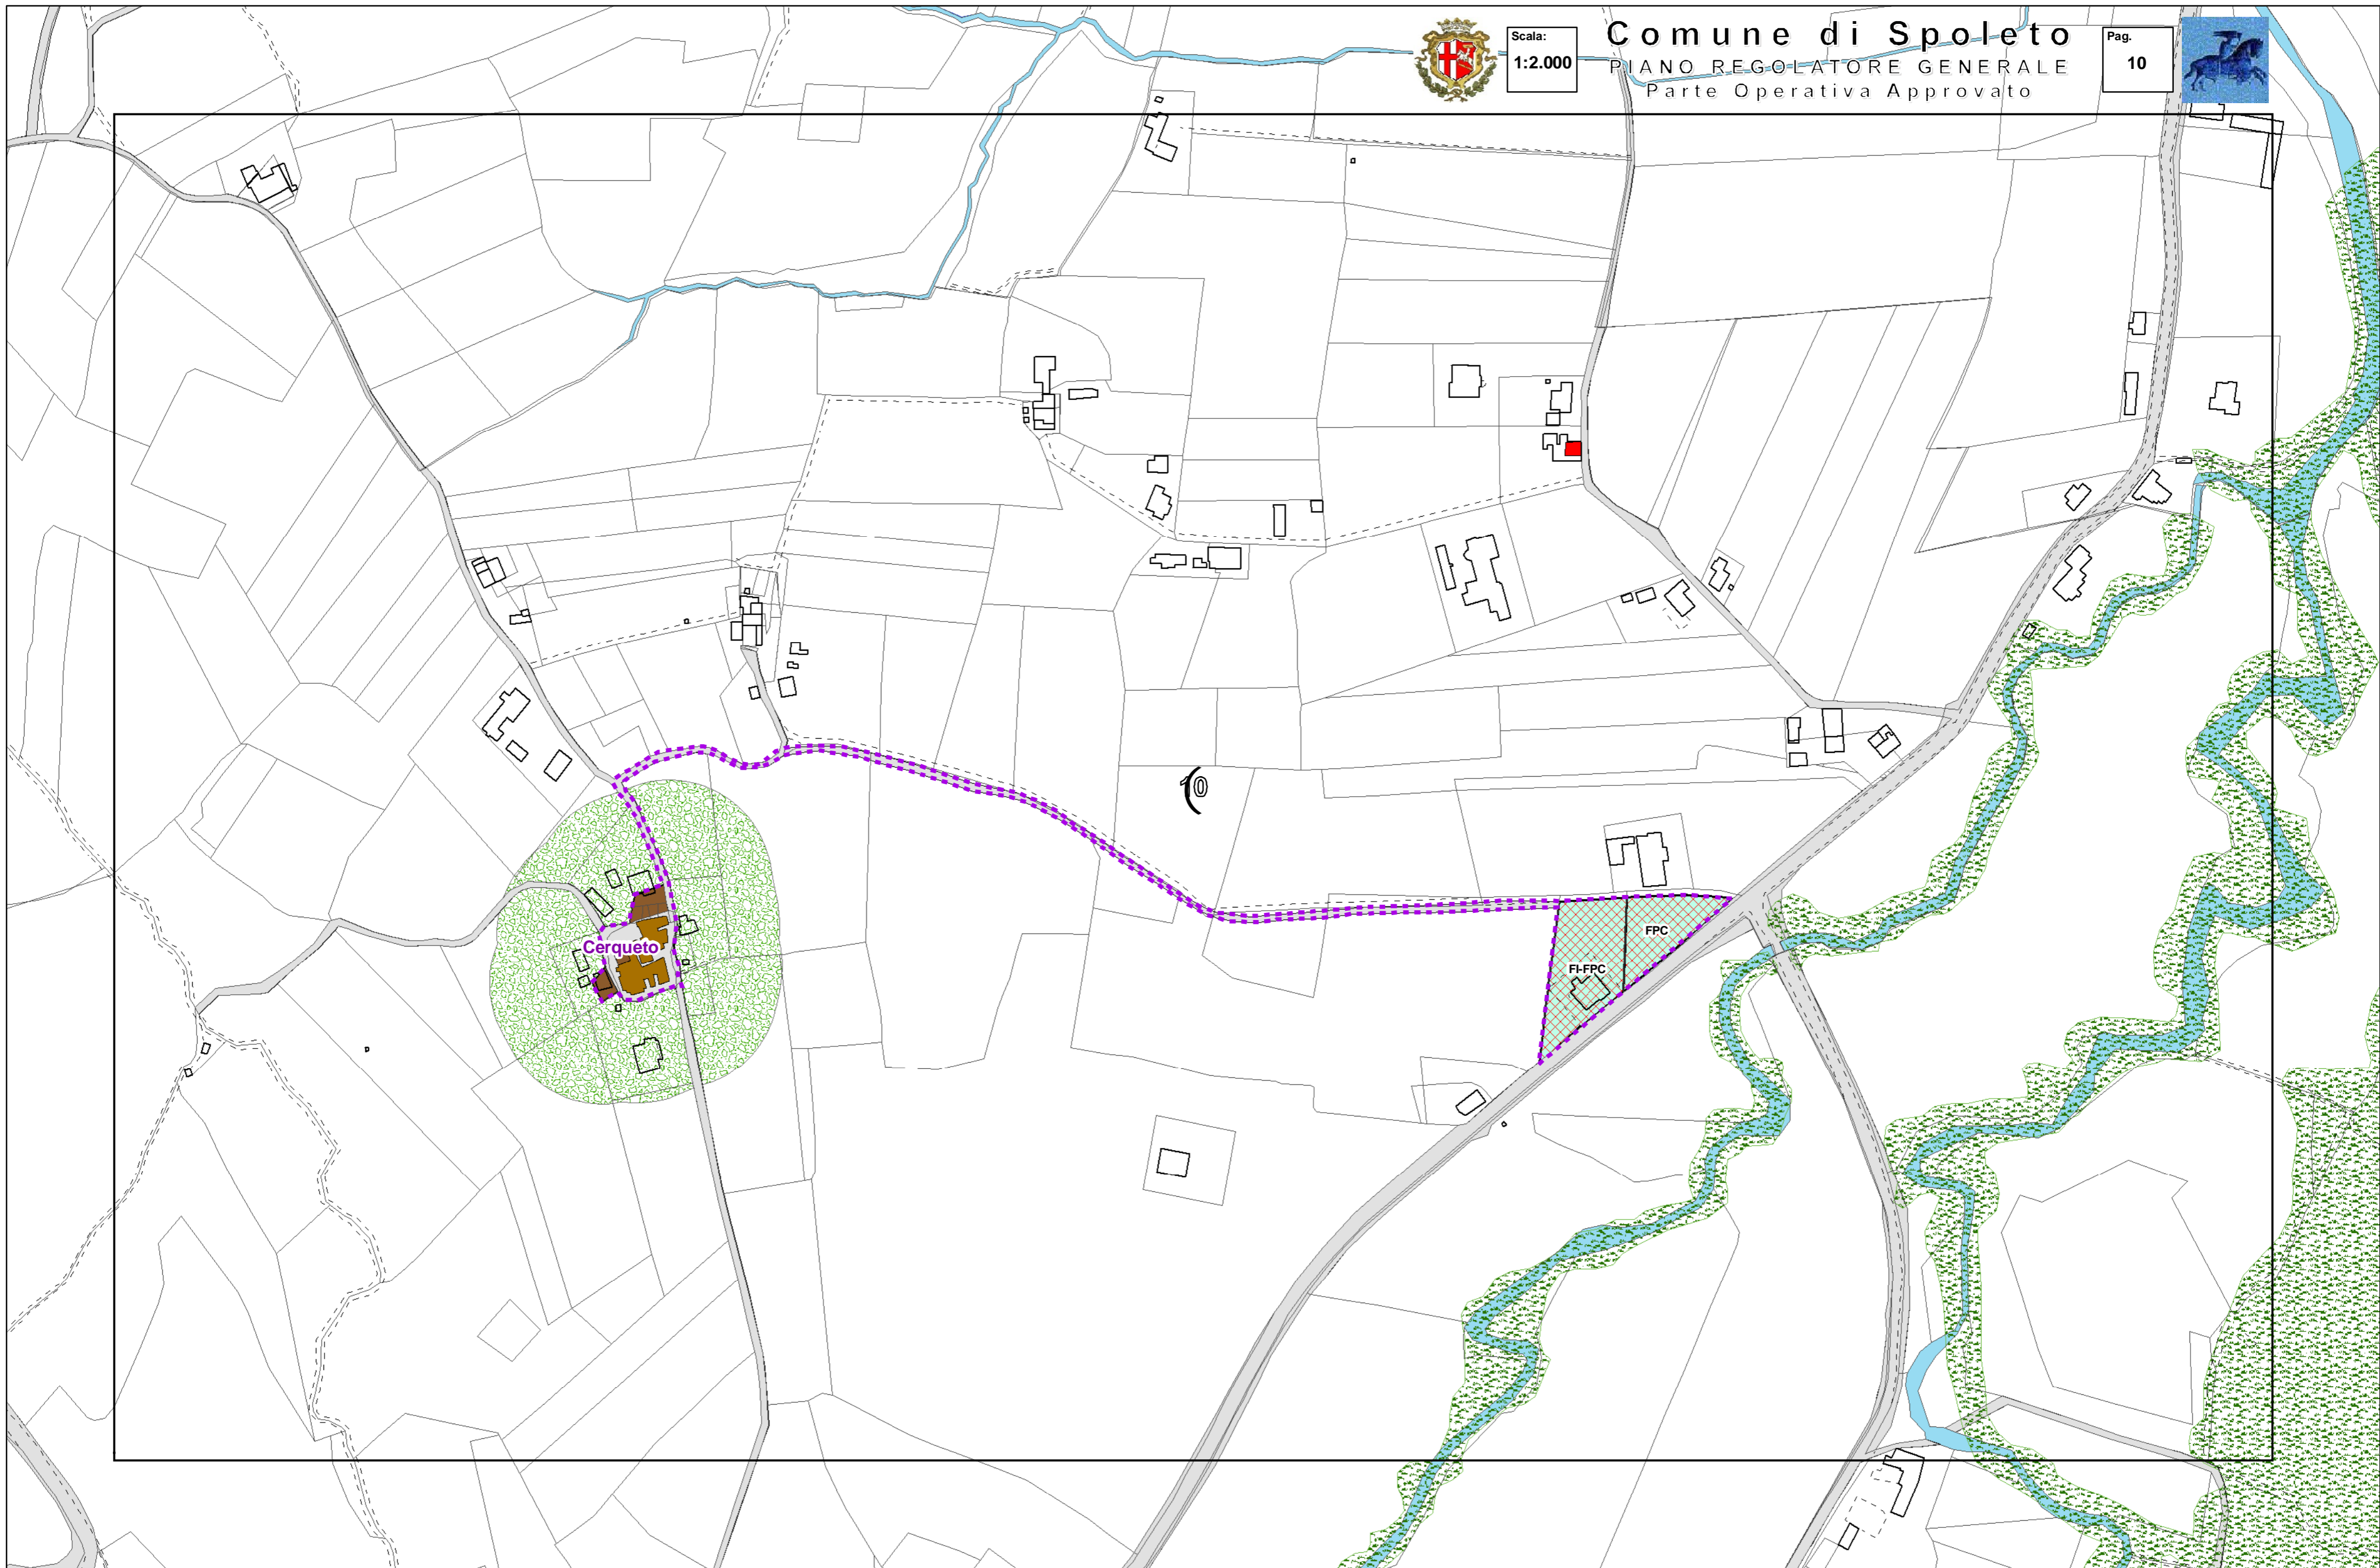 Scala:
1:2.000
Comune di Spoleto
PIANO REGOLATORE GENERALE
Parte Operativa Approvato
Pag.
10
10
FPC
FI-FPC
Cerqueto